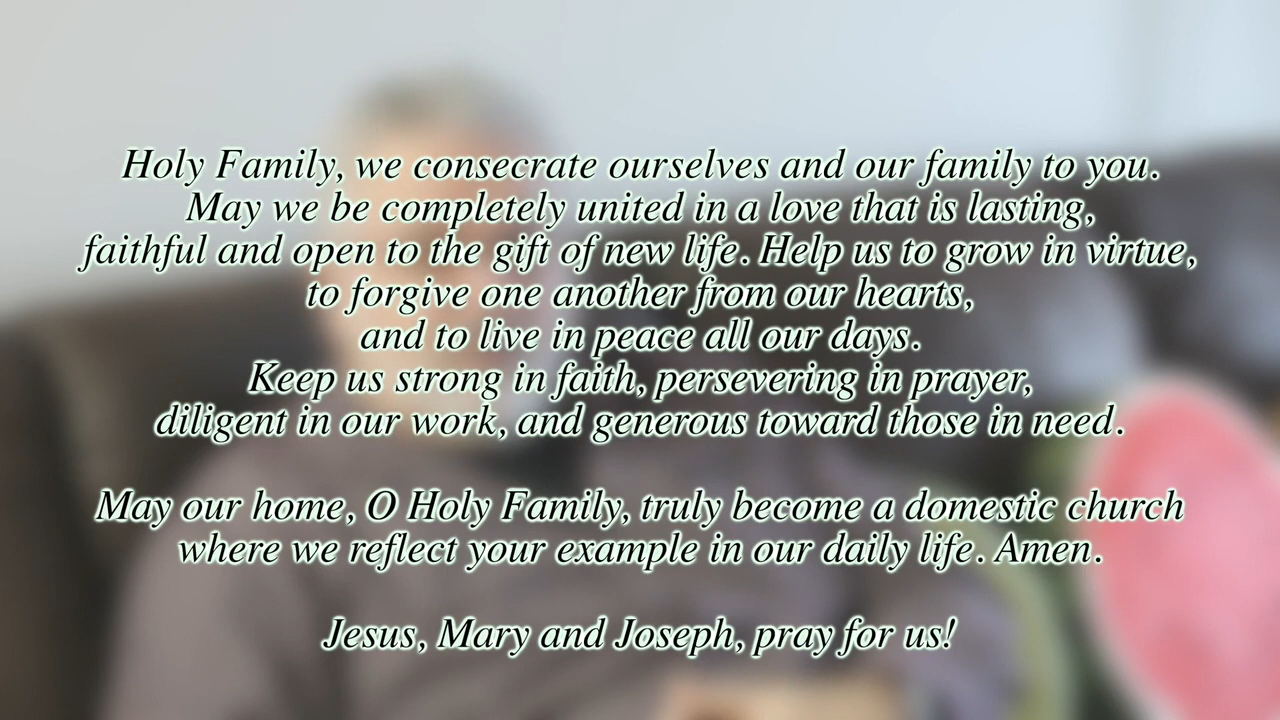 Holy Family, we consecrate ourselves and our family to you.
May we be completely united in a love that is lasting,
faithful and open to the gift of new life. Help us to grow in virtue,
to forgive one another from our hearts,
and to live in peace all our days.
Keep us strong in faith, persevering in prayer,
diligent in our work, and generous toward those in need.
May our home, O Holy Family, truly become a domestic church
where we reflect your example in our daily life. Amen.
Jesus, Mary and Joseph, pray for us!